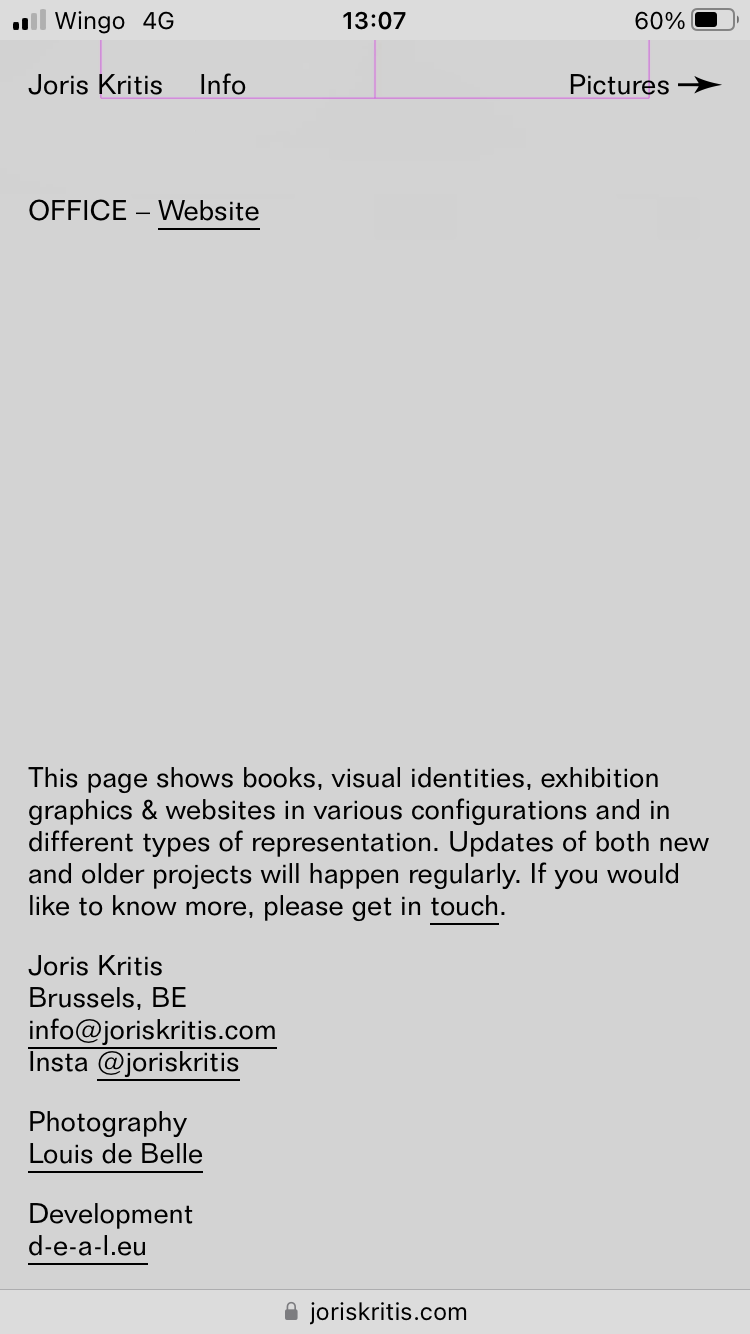 Wingo 4G 13:07 60%
Joris Kritis Info Pictures →
OFFICE – Website
This page shows books, visual identities, exhibition
graphics & websites in various configurations and in
different types of representation. Updates of both new
and older projects will happen regularly. If you would
like to know more, please get in touch.
Joris Kritis
Brussels, BE
info@joriskritis.com
Insta @joriskritis
Photography
Louis de Belle
Development
d-e-a-l.eu
joriskritis.com